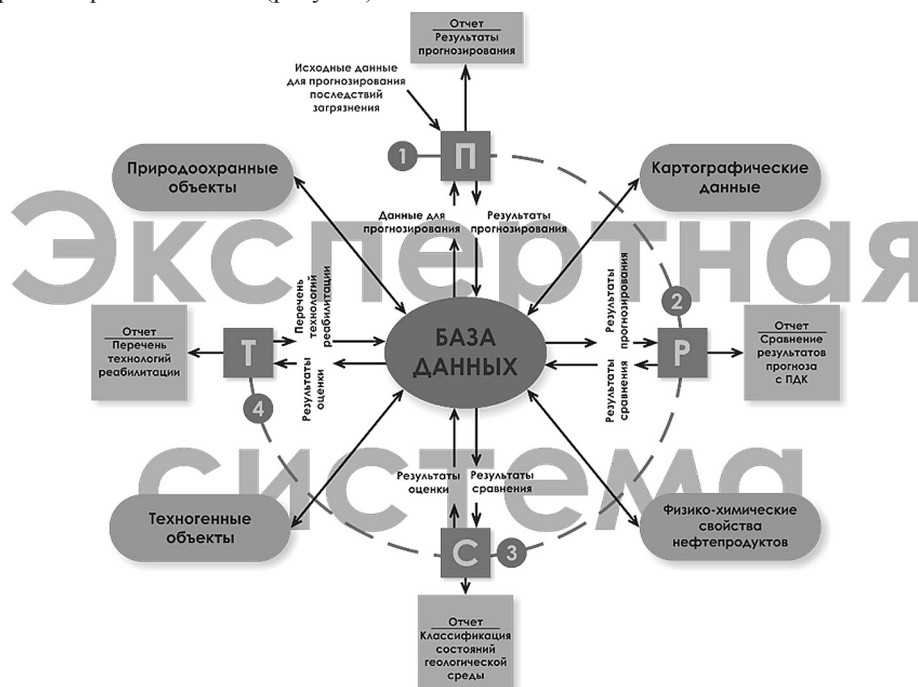 Отчет
Результаты
прогнозирования
Исходные данные
для прогнозирования
последствий
загрязнения
1
П
Природоохранные
объекты
Картографические
данные
Данные для
прогнозирования
Результаты
прогнозирования
Экспертная
система
Отчет
Перечень
технологий
реабилитации
Т
4
Перечень
технологий
реабилитации
Результаты
оценки
БАЗА
ДАННЫХ
Результаты
прогнозирования
Результаты
сравнения
2
Р
Отчет
Сравнение
результатов
прогноза
с ПДК
Техногенные
объекты
Результаты
оценки
Результаты
сравнения
Физико-химические
свойства
нефтепродуктов
С
3
Отчет
Классификация
состояний
геологической
среды